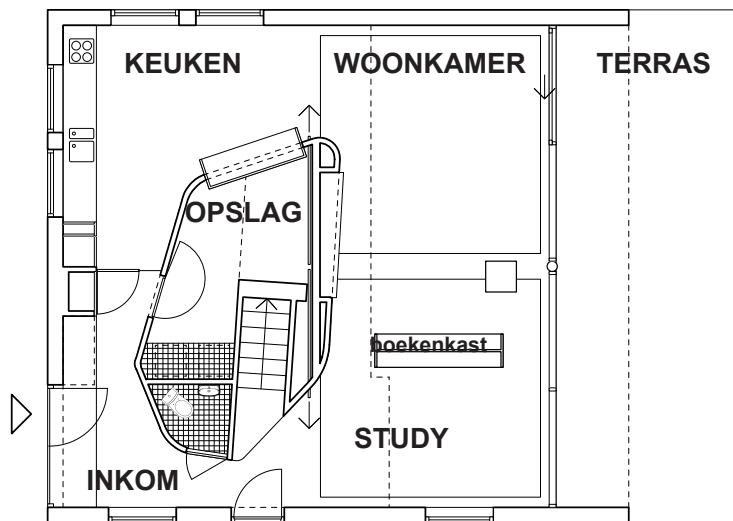 KEUKEN
WOONKAMER
TERRAS
OPSLAG
boekenkast
STUDY
INKOM